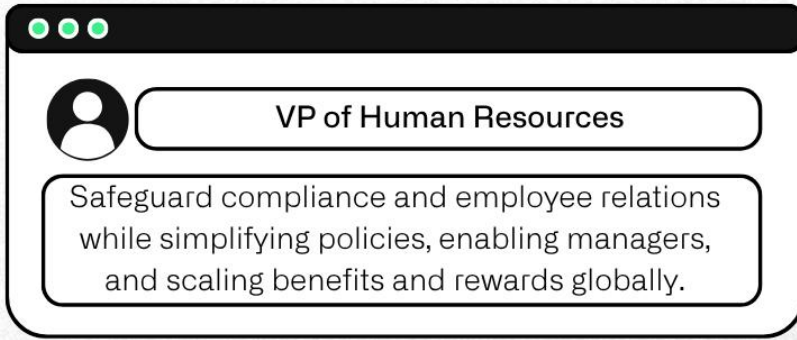 VP of Human Resources
Safeguard compliance and employee relations
while simplifying policies, enabling managers,
and scaling benefits and rewards globally.